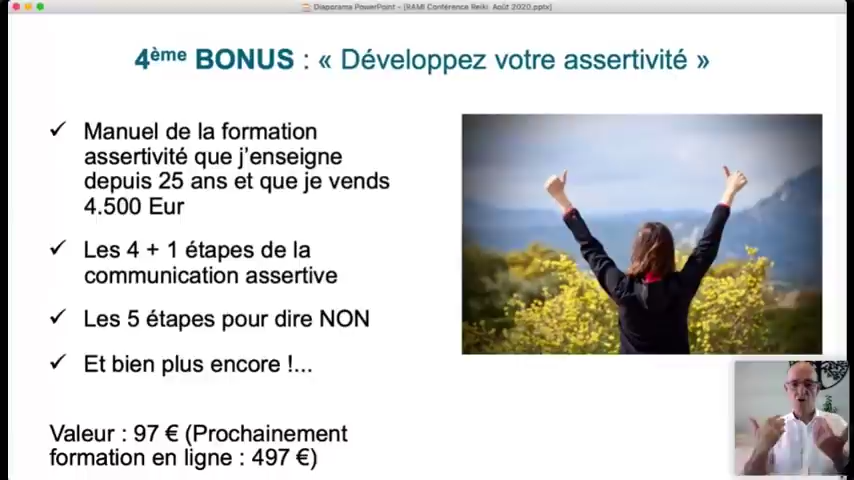 Diaporama PowerPoint - [RAMI Conférence Reiki Août 2020.pptx]
4ème BONUS : « Développez votre assertivité »
✓ Manuel de la formation
assertivité que j'enseigne
depuis 25 ans et que je vends
4.500 Eur
✓ Les 4 + 1 étapes de la
communication assertive
✓ Les 5 étapes pour dire NON
✓ Et bien plus encore !...
Valeur : 97 € (Prochainement
formation en ligne : 497 €)